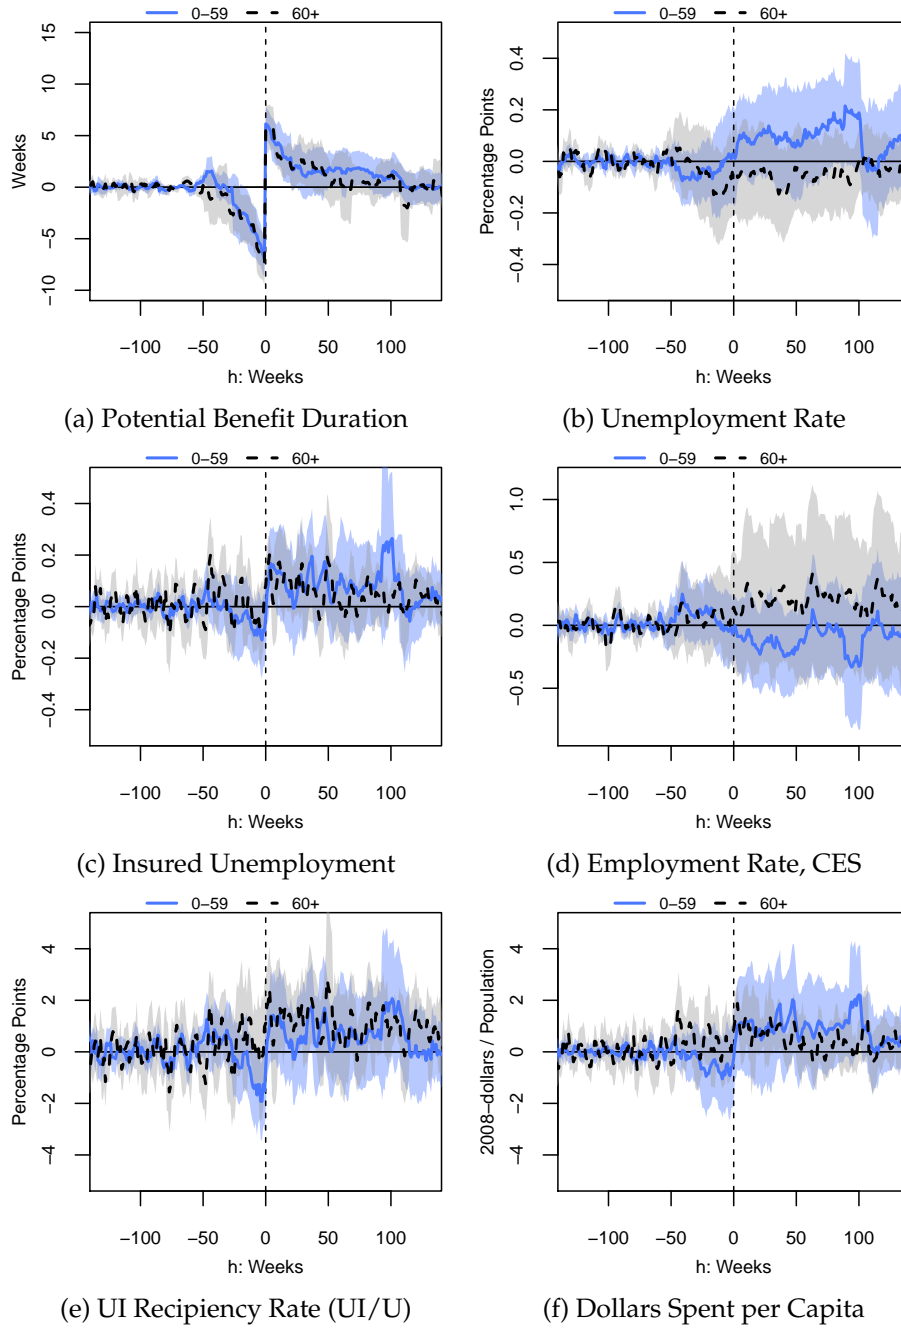 0−59 60+
Weeks
15
10
5
0
−5
−10
−100 −50 0 50 100
h: Weeks
(a) Potential Benefit Duration
0−59 60+
Percentage Points
0.4
0.2
0.0
−0.2
−0.4
−100 −50 0 50 100
h: Weeks
(b) Unemployment Rate
0−59 60+
Percentage Points
0.4
0.2
0.0
−0.2
−0.4
−100 −50 0 50 100
h: Weeks
(c) Insured Unemployment
0−59 60+
Percentage Points
1.0
0.5
0.0
−0.5
−100 −50 0 50 100
h: Weeks
(d) Employment Rate, CES
0−59 60+
Percentage Points
4
2
0
−2
−4
−100 −50 0 50 100
h: Weeks
(e) UI Recipiency Rate (UI/U)
0−59 60+
2008−dollars / Population
4
2
0
−2
−4
−100 −50 0 50 100
h: Weeks
(f) Dollars Spent per Capita